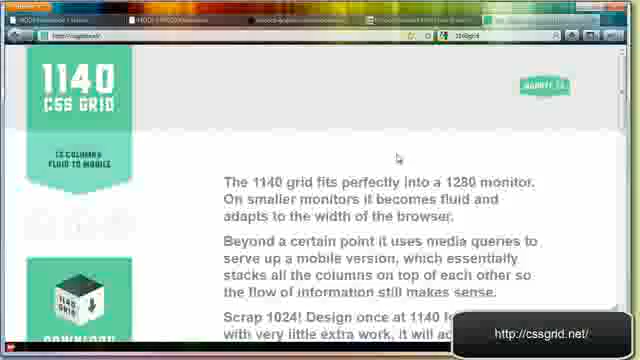 1140grid
1140
CSS GRID
12 COLUMNS
FLUID TO MOBILE
The 1140 grid fits perfectly into a 1280 monitor.
On smaller monitors it becomes fluid and
adapts to the width of the browser.
Beyond a certain point it uses media queries to
serve up a mobile version, which essentially
stacks all the columns on top of each other so
the flow of information still makes sense.
Scrap 1024! Design once at 1140
with very little extra work, it will
1140
GRID
DOWNLOAD
http://cssgrid.net/